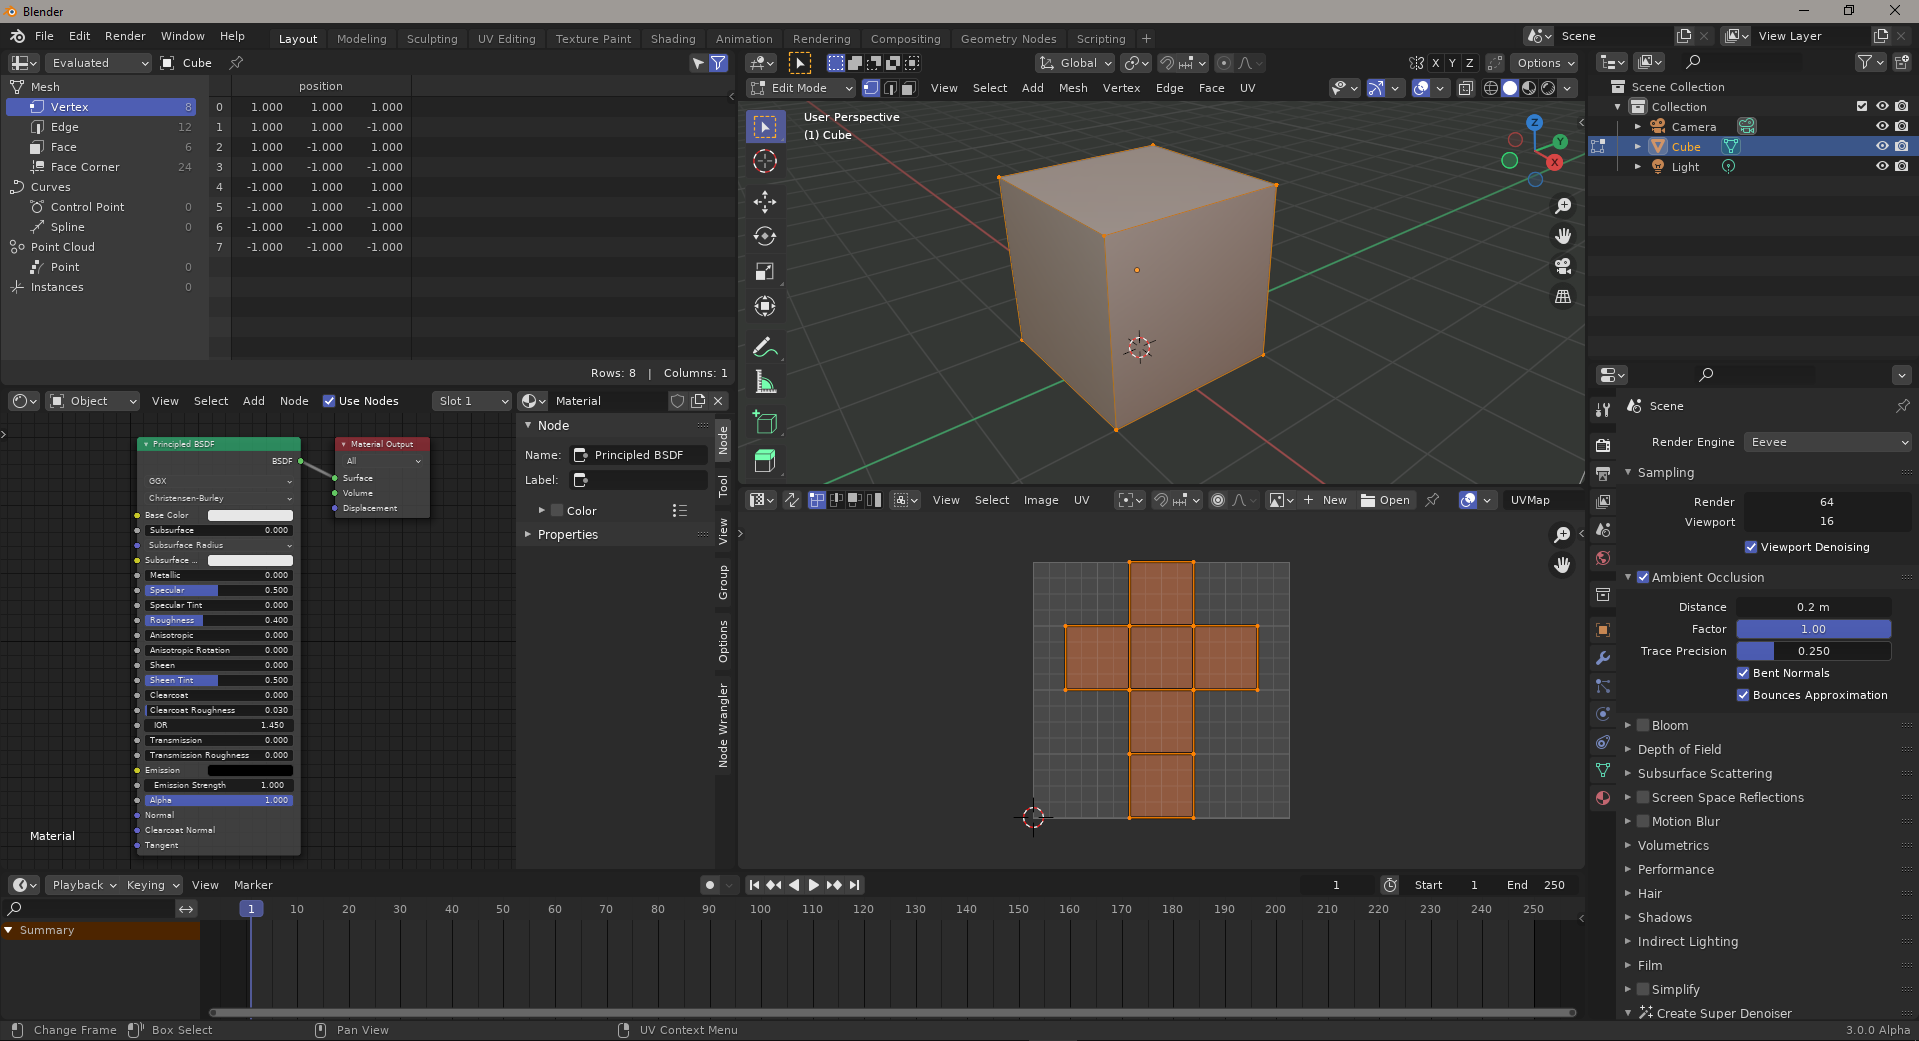 Blender
File Edit Render Window Help
Layout Modeling Sculpting UV Editing Texture Paint Shading Animation Rendering Compositing Geometry Nodes Scripting +
Scene
View Layer
Evaluated
Cube
Mesh
Vertex 8
Edge 12
Face 6
Face Corner 24
Curves
Control Point 0
Spline 0
Point Cloud
Point 0
Instances 0
position
0 1.000 1.000 1.000
1 1.000 1.000 -1.000
2 1.000 -1.000 1.000
3 1.000 -1.000 -1.000
4 -1.000 1.000 1.000
5 -1.000 1.000 -1.000
6 -1.000 -1.000 1.000
7 -1.000 -1.000 -1.000
Rows: 8 | Columns: 1
Global
X Y Z
Options
Edit Mode
View Select Add Mesh Vertex Edge Face UV
User Perspective
(1) Cube
Z
Y
X
Scene Collection
Collection
Camera
Cube
Light
Object
View Select Add Node
Use Nodes
Slot 1
Material
Principled BSDF
BSDF
GGX
Christensen-Burley
Base Color
Subsurface 0.000
Subsurface Radius
Subsurface ...
Metallic 0.000
Specular 0.500
Specular Tint 0.000
Roughness 0.400
Anisotropic 0.000
Anisotropic Rotation 0.000
Sheen 0.000
Sheen Tint 0.500
Clearcoat 0.000
Clearcoat Roughness 0.030
IOR 1.450
Transmission 0.000
Transmission Roughness 0.000
Emission
Emission Strength 1.000
Alpha 1.000
Normal
Clearcoat Normal
Tangent
Material Output
All
Surface
Volume
Displacement
Material
Node
Name: Principled BSDF
Label:
Color
Properties
Node
Tool
View
Group
Options
Node Wrangler
View Select Image UV
+ New
Open
UVMap
Scene
Render Engine Eevee
Sampling
Render 64
Viewport 16
Viewport Denoising
Ambient Occlusion
Distance 0.2 m
Factor 1.00
Trace Precision 0.250
Bent Normals
Bounces Approximation
Bloom
Depth of Field
Subsurface Scattering
Screen Space Reflections
Motion Blur
Volumetrics
Performance
Hair
Shadows
Indirect Lighting
Film
Simplify
Create Super Denoiser
Playback Keying View Marker
1
Start 1
End 250
1 10 20 30 40 50 60 70 80 90 100 110 120 130 140 150 160 170 180 190 200 210 220 230 240 250
Summary
Change Frame
Box Select
Pan View
UV Context Menu
3.0.0 Alpha